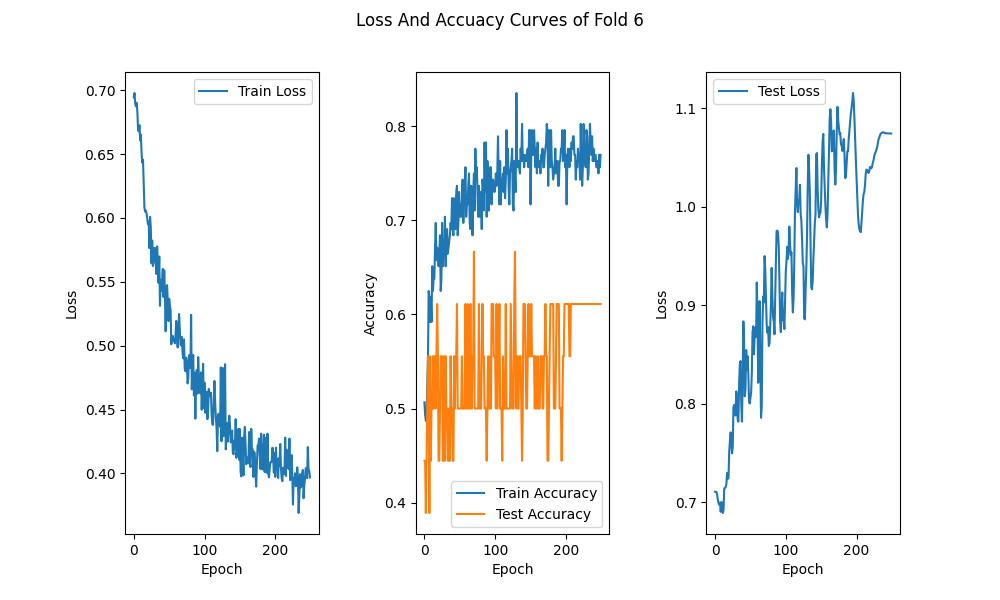 Loss And Accuacy Curves of Fold 6
Train Loss
0.70
0.65
0.60
0.55
0.50
0.45
0.40
Loss
0
100
200
Epoch
0.8
0.7
0.6
0.5
0.4
Accuracy
Train Accuracy
Test Accuracy
0
100
200
Epoch
Test Loss
1.1
1.0
0.9
0.8
0.7
Loss
0
100
200
Epoch